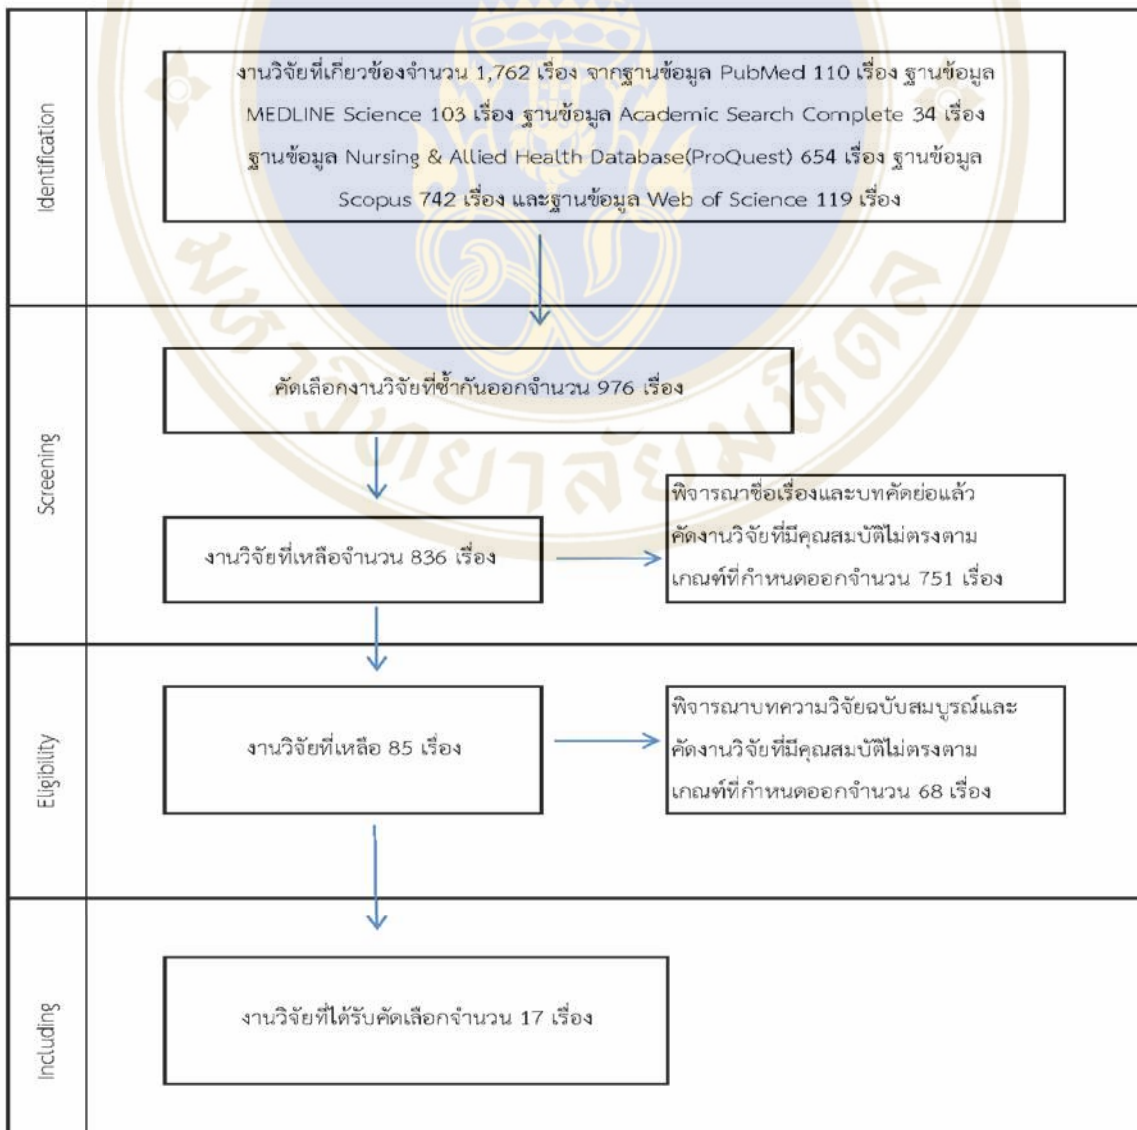 Identification
งานวิจัยที่เกี่ยวข้องจำนวน 1,762 เรื่อง จากฐานข้อมูล PubMed 110 เรื่อง ฐานข้อมูล
MEDLINE Science 103 เรื่อง ฐานข้อมูล Academic Search Complete 34 เรื่อง
ฐานข้อมูล Nursing & Allied Health Database(ProQuest) 654 เรื่อง ฐานข้อมูล
Scopus 742 เรื่อง และฐานข้อมูล Web of Science 119 เรื่อง
มหาวิทยาลัยมหิดล
Screening
คัดเลือกงานวิจัยที่ซ้ำกันออกจำนวน 976 เรื่อง
งานวิจัยที่เหลือจำนวน 836 เรื่อง
พิจารณาชื่อเรื่องและบทคัดย่อแล้ว
คัดงานวิจัยที่มีคุณสมบัติไม่ตรงตาม
เกณฑ์ที่กำหนดออกจำนวน 751 เรื่อง
Eligibility
งานวิจัยที่เหลือ 85 เรื่อง
พิจารณาบทความวิจัยฉบับสมบูรณ์และ
คัดงานวิจัยที่มีคุณสมบัติไม่ตรงตาม
เกณฑ์ที่กำหนดออกจำนวน 68 เรื่อง
Including
งานวิจัยที่ได้รับคัดเลือกจำนวน 17 เรื่อง